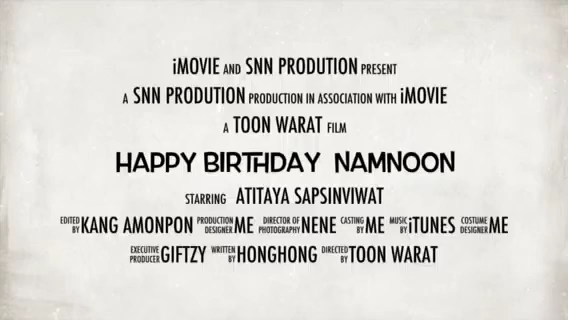 iMOVIE AND SNN PRODUTION PRESENT
A SNN PRODUTION PRODUCTION IN ASSOCIATION WITH iMOVIE
A TOON WARAT FILM
HAPPY BIRTHDAY NAMNOON
STARRING ATITAYA SAPSINVIWAT
EDITED BY KANG AMONPON PRODUCTION DESIGNER ME DIRECTOR OF PHOTOGRAPHY NENE CASTING BY ME MUSIC BY iTUNES COSTUME DESIGNER ME
EXECUTIVE PRODUCER GIFTZY WRITTEN BY HONGHONG DIRECTED BY TOON WARAT